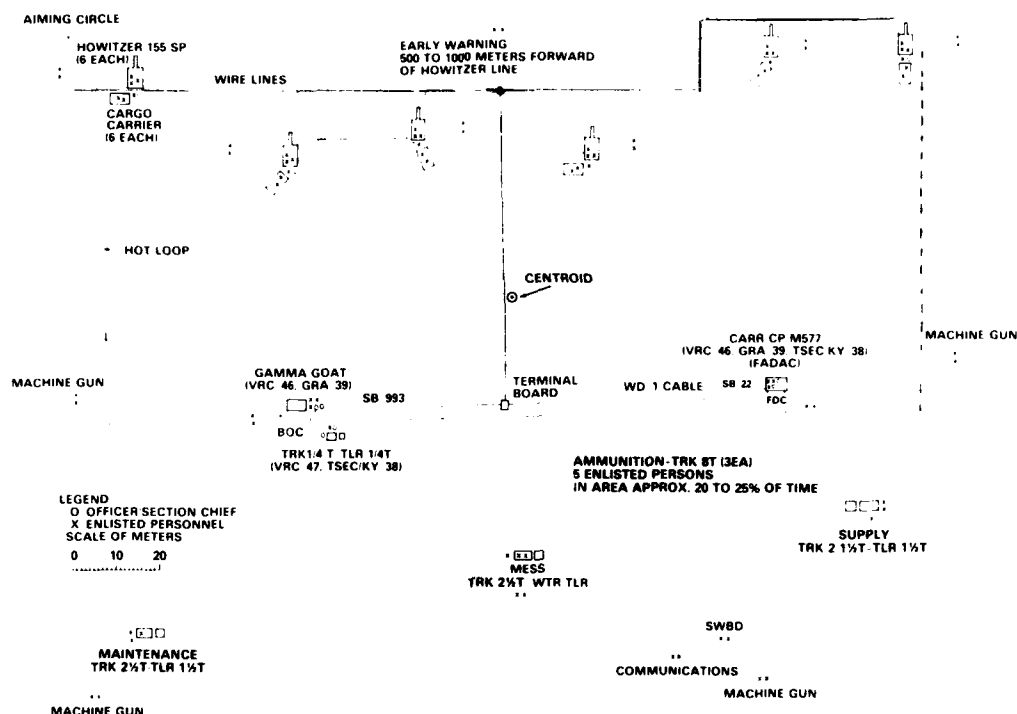 AIMING CIRCLE
HOWITZER 155 SP
(6 EACH)
EARLY WARNING
500 TO 1000 METERS FORWARD
OF HOWITZER LINE
WIRE LINES
CARGO
CARRIER
(6 EACH)
HOT LOOP
CENTROID
CARR CP M577
(VRC 46. GRA 39. TSEC KY 38)
(FADAC)
MACHINE GUN
MACHINE GUN
GAMMA GOAT
(VRC 46. GRA 39)
SB 993
TERMINAL
BOARD
WD 1 CABLE
SB 22
FDC
BOC
TRK1/4 T TLR 1/4T
(VRC 47. TSEC/KY 38)
AMMUNITION-TRK 8T (3EA)
5 ENLISTED PERSONS
IN AREA APPROX. 20 TO 25% OF TIME
LEGEND
O OFFICER SECTION CHIEF
X ENLISTED PERSONNEL
SCALE OF METERS
0 10 20
SUPPLY
TRK 2 1½T-TLR 1½T
MESS
TRK 2½T WTR TLR
SWBD
MAINTENANCE
TRK 2½T-TLR 1½T
COMMUNICATIONS
MACHINE GUN
MACHINE GUN